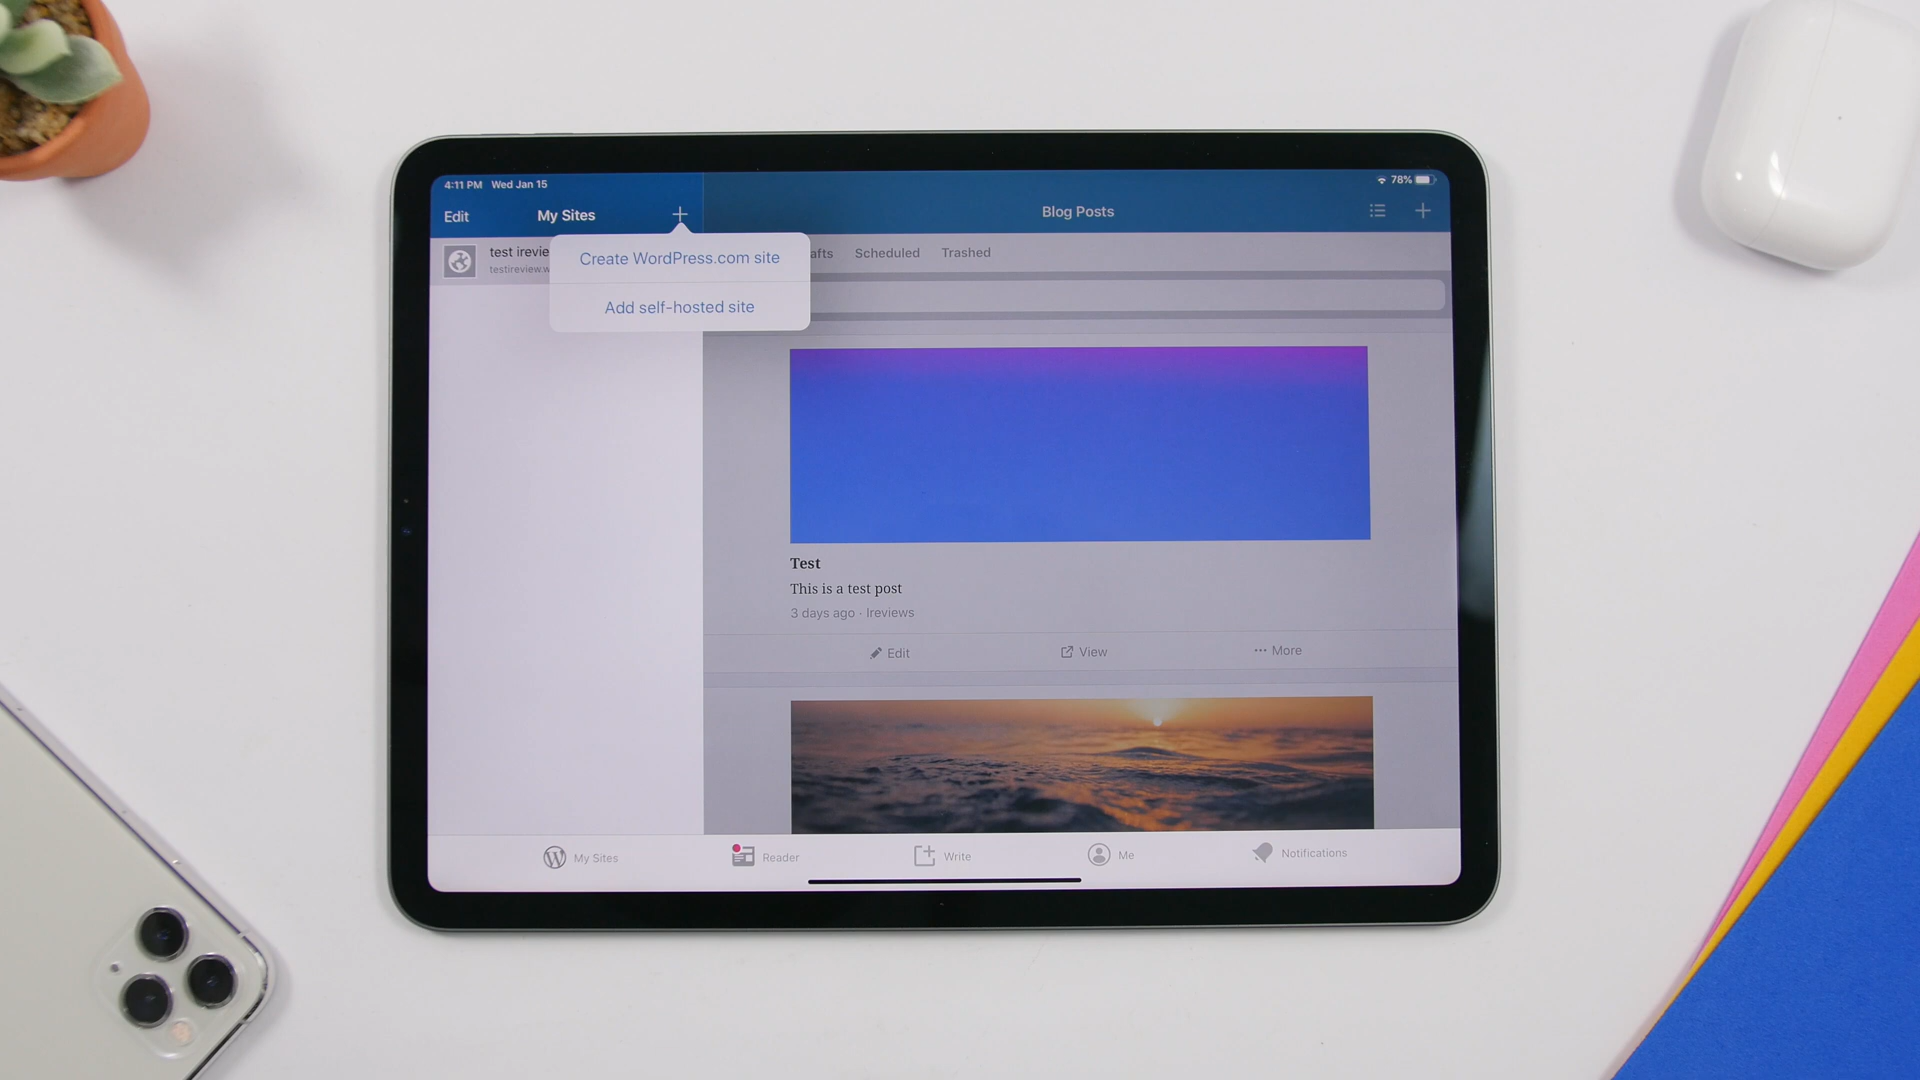 4:11 PM Wed Jan 15
78%
Edit
My Sites
Blog Posts
test irevie
testireview.w
Create WordPress.com site
Add self-hosted site
afts
Scheduled
Trashed
Test
This is a test post
3 days ago · Ireviews
Edit
View
More
My Sites
Reader
Write
Me
Notifications